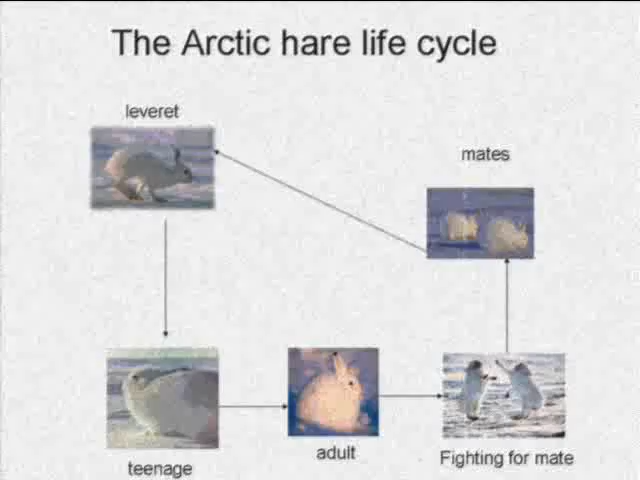 The Arctic hare life cycle
leveret
mates
teenage
adult
Fighting for mate